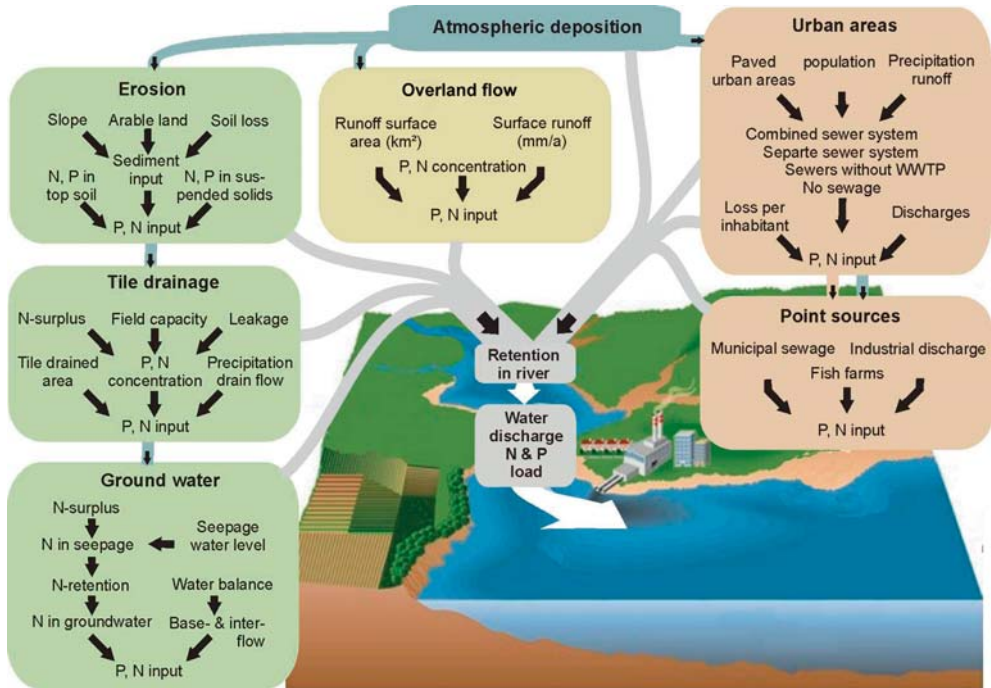 Atmospheric deposition
Erosion
Slope
Arable land
Soil loss
Sediment
input
N, P in
top soil
N, P in sus-
pended solids
P, N input
Tile drainage
N-surplus
Field capacity
Leakage
Tile drained
area
P, N
concentration
Precipitation
drain flow
P, N input
Ground water
N-surplus
N in seepage
Seepage
water level
N-retention
Water balance
N in groundwater
Base- & inter-
flow
P, N input
Overland flow
Runoff surface
area (km²)
Surface runoff
(mm/a)
P, N concentration
P, N input
Urban areas
Paved
urban areas
population
Precipitation
runoff
Combined sewer system
Separte sewer system
Sewers without WWTP
No sewage
Loss per
inhabitant
Discharges
P, N input
Point sources
Municipal sewage
Industrial discharge
Fish farms
P, N input
Retention
in river
Water
discharge
N & P
load